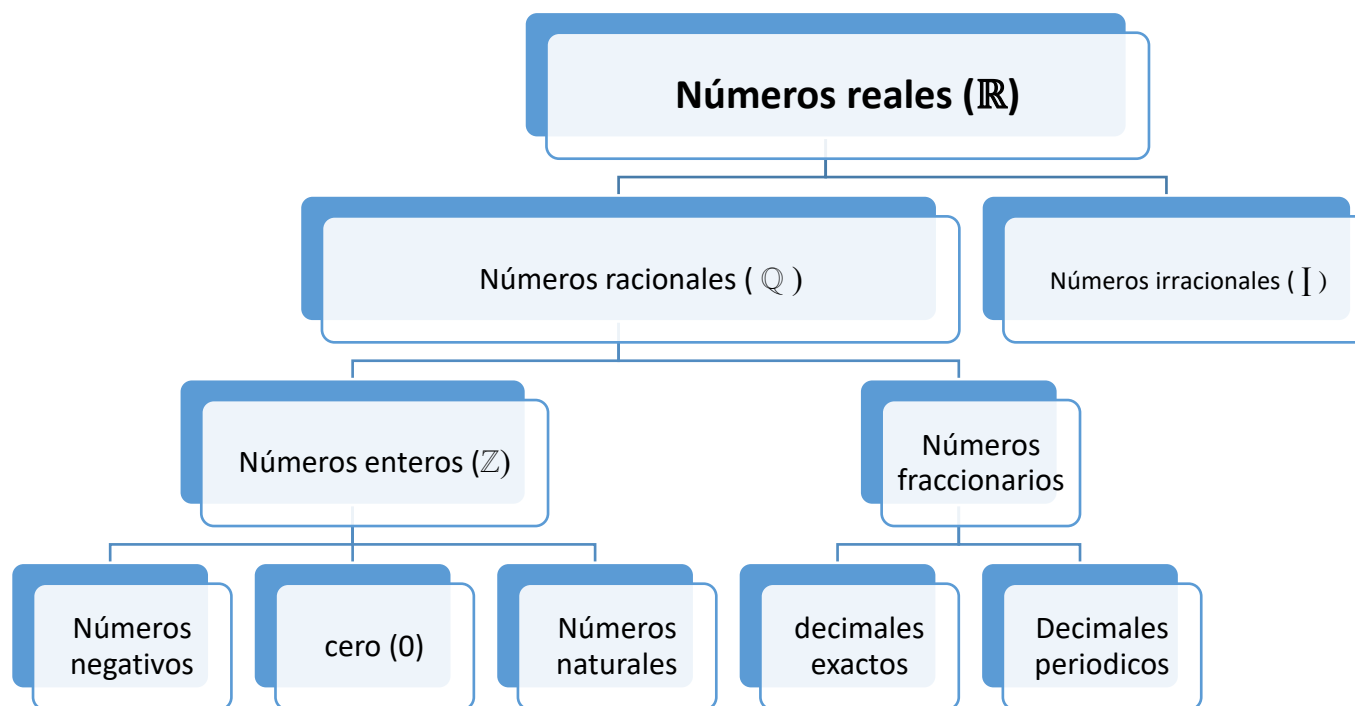 Números reales (ℝ)
Números racionales ( ℚ )
Números irracionales ( I )
Números enteros (ℤ)
Números
fraccionarios
Números
negativos
cero (0)
Números
naturales
decimales
exactos
Decimales
periodicos